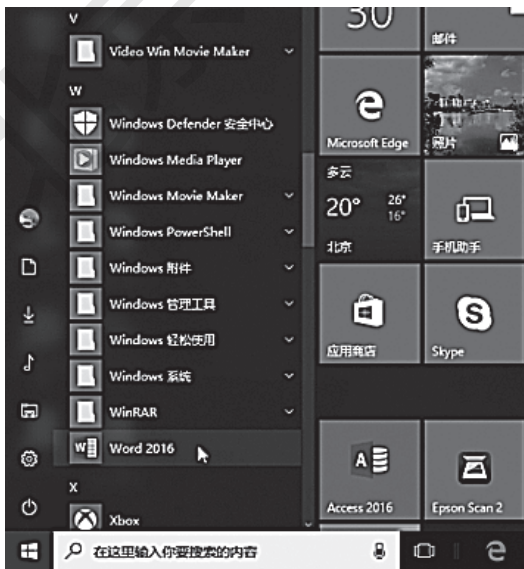 V
Video Win Movie Maker
W
Windows Defender 安全中心
Windows Media Player
Windows Movie Maker
Windows PowerShell
Windows 附件
Windows 管理工具
Windows 轻松使用
Windows 系统
WinRAR
Word 2016
X
Xbox
在这里输入你要搜索的内容
30
邮件
Microsoft Edge
照片
多云
20°
26°
16°
北京
手机助手
应用商店
Skype
Access 2016
Epson Scan 2